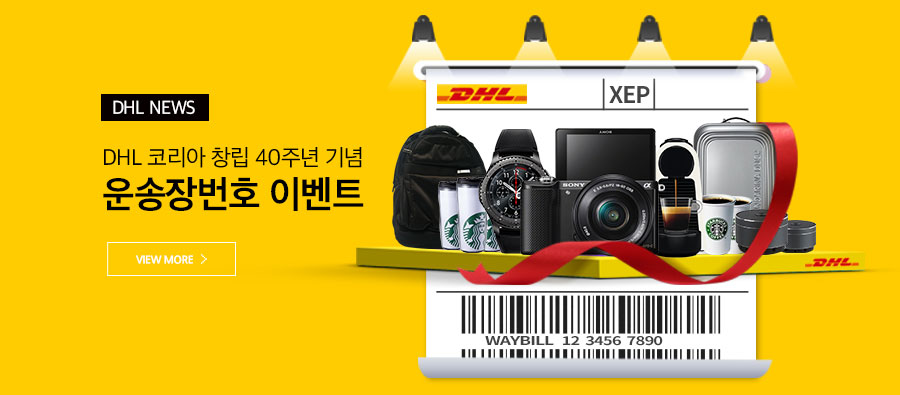 DHL NEWS
DHL 코리아 창립 40주년 기념
운송장번호 이벤트
VIEW MORE >
DHL
XEP
SONY
SONY
α
DHL
WAYBILL 12 3456 7890